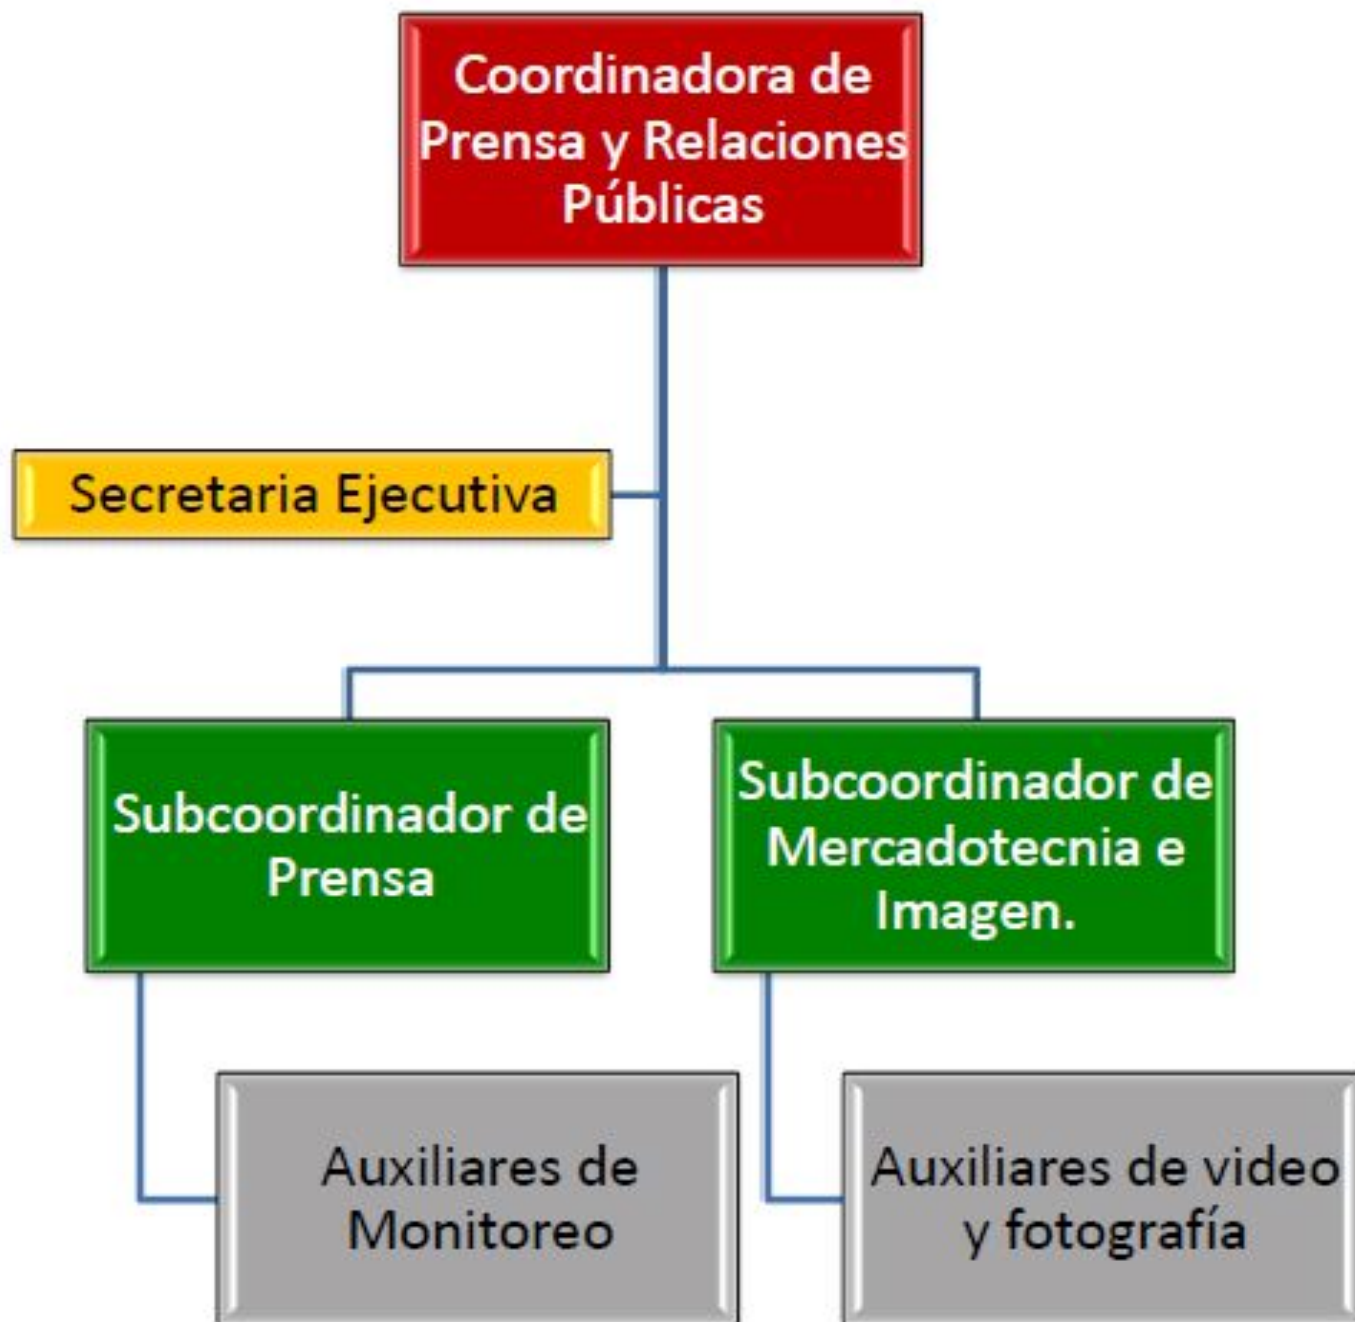 Coordinadora de
Prensa y Relaciones
Públicas
Secretaria Ejecutiva
Subcoordinador de
Prensa
Subcoordinador de
Mercadotecnia e
Imagen.
Auxiliares de
Monitoreo
Auxiliares de video
y fotografía